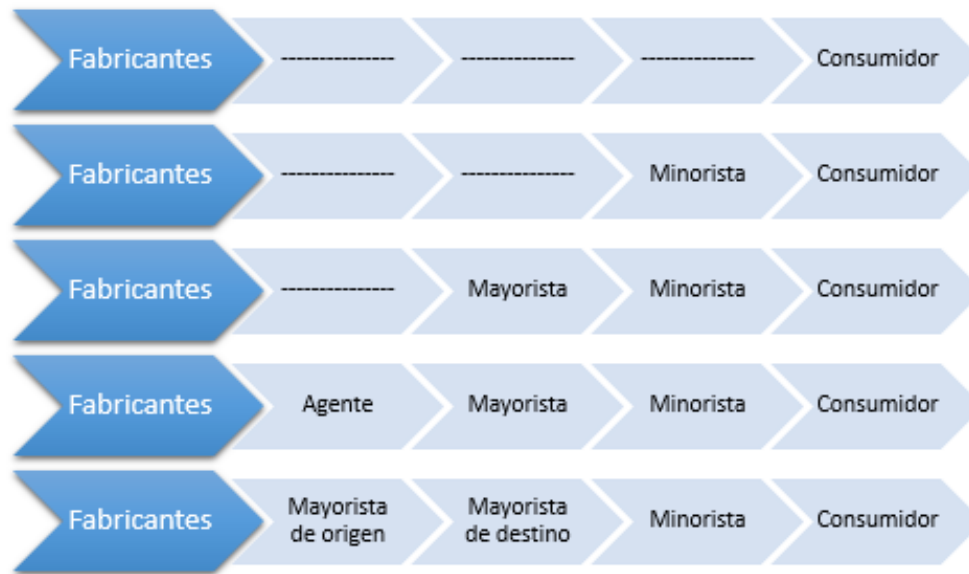 Fabricantes --------------- --------------- --------------- Consumidor
Fabricantes --------------- --------------- Minorista Consumidor
Fabricantes --------------- Mayorista Minorista Consumidor
Fabricantes Agente Mayorista Minorista Consumidor
Fabricantes Mayorista de origen Mayorista de destino Minorista Consumidor